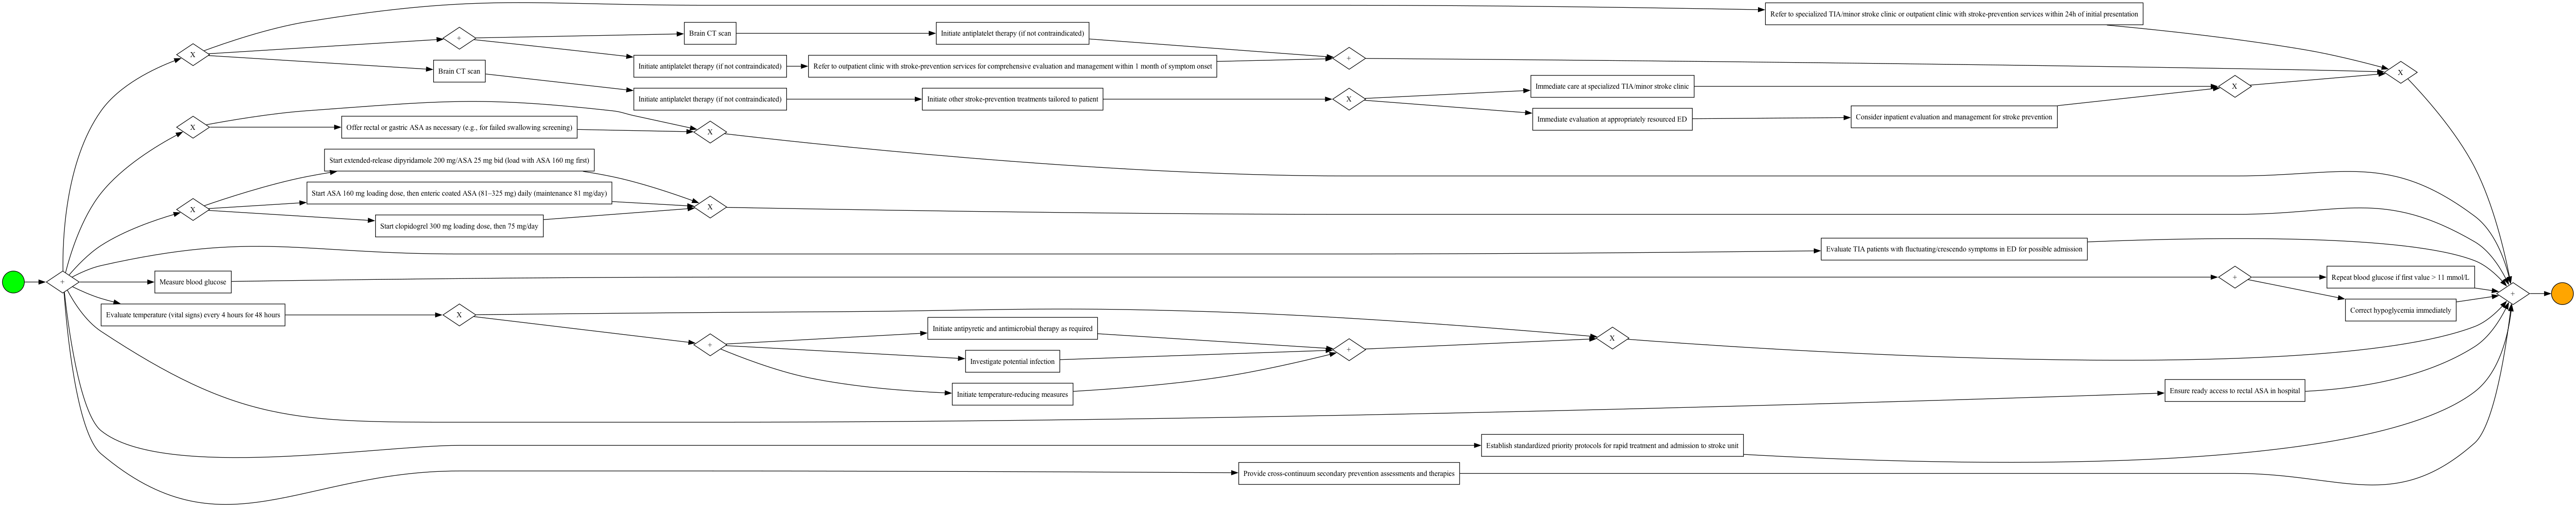 Refer to specialized TIA/minor stroke clinic or outpatient clinic with stroke-prevention services within 24h of initial presentation
X
+
Brain CT scan
Initiate antiplatelet therapy (if not contraindicated)
Initiate antiplatelet therapy (if not contraindicated)
Refer to outpatient clinic with stroke-prevention services for comprehensive evaluation and management within 1 month of symptom onset
+
X
Brain CT scan
Initiate antiplatelet therapy (if not contraindicated)
Initiate other stroke-prevention treatments tailored to patient
X
Immediate care at specialized TIA/minor stroke clinic
X
Immediate evaluation at appropriately resourced ED
Consider inpatient evaluation and management for stroke prevention
X
Offer rectal or gastric ASA as necessary (e.g., for failed swallowing screening)
X
Start extended-release dipyridamole 200 mg/ASA 25 mg bid (load with ASA 160 mg first)
X
Start ASA 160 mg loading dose, then enteric coated ASA (81–325 mg) daily (maintenance 81 mg/day)
X
Start clopidogrel 300 mg loading dose, then 75 mg/day
Evaluate TIA patients with fluctuating/crescendo symptoms in ED for possible admission
+
Measure blood glucose
+
Repeat blood glucose if first value > 11 mmol/L
+
Correct hypoglycemia immediately
Evaluate temperature (vital signs) every 4 hours for 48 hours
X
+
Initiate antipyretic and antimicrobial therapy as required
Investigate potential infection
Initiate temperature-reducing measures
+
X
Ensure ready access to rectal ASA in hospital
Establish standardized priority protocols for rapid treatment and admission to stroke unit
Provide cross-continuum secondary prevention assessments and therapies